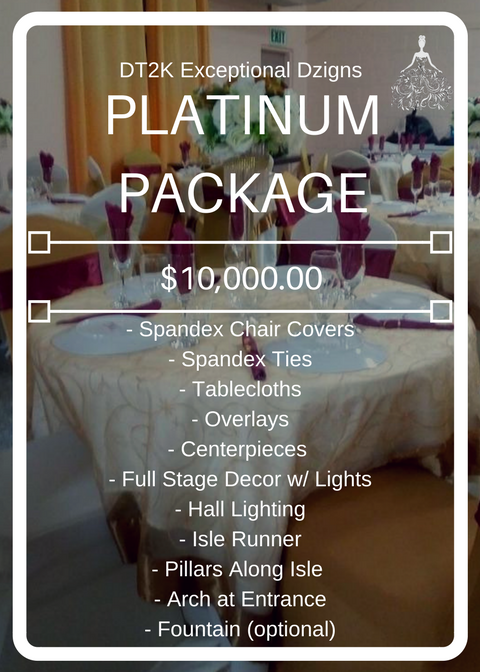 EXIT
DT2K Exceptional Dzigns
PLATINUM
PACKAGE
$10,000.00
- Spandex Chair Covers
- Spandex Ties
- Tablecloths
- Overlays
- Centerpieces
- Full Stage Decor w/ Lights
- Hall Lighting
- Isle Runner
- Pillars Along Isle
- Arch at Entrance
- Fountain (optional)